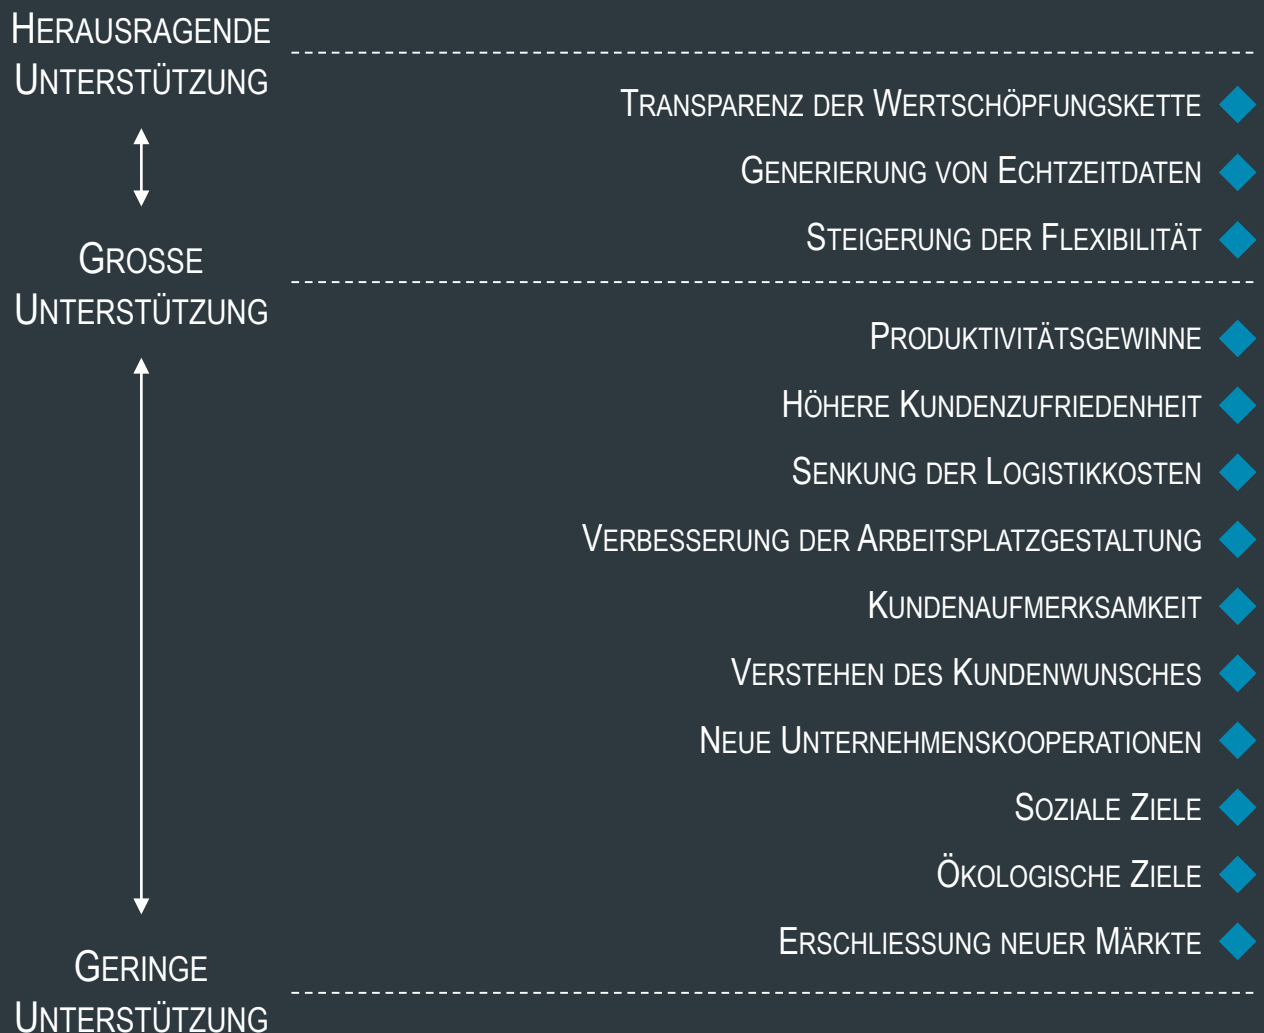 HERAUSRAGENDE
UNTERSTÜTZUNG
TRANSPARENZ DER WERTSCHÖPFUNGSKETTE
GENERIERUNG VON ECHTZEITDATEN
STEIGERUNG DER FLEXIBILITÄT
GROSSE
UNTERSTÜTZUNG
PRODUKTIVITÄTSGEWINNE
HÖHERE KUNDENZUFRIEDENHEIT
SENKUNG DER LOGISTIKKOSTEN
VERBESSERUNG DER ARBEITSPLATZGESTALTUNG
KUNDENAUFMERKSAMKEIT
VERSTEHEN DES KUNDENWUNSCHES
NEUE UNTERNEHMENSKOOPERATIONEN
SOZIALE ZIELE
ÖKOLOGISCHE ZIELE
ERSCHLIESSUNG NEUER MÄRKTE
GERINGE
UNTERSTÜTZUNG